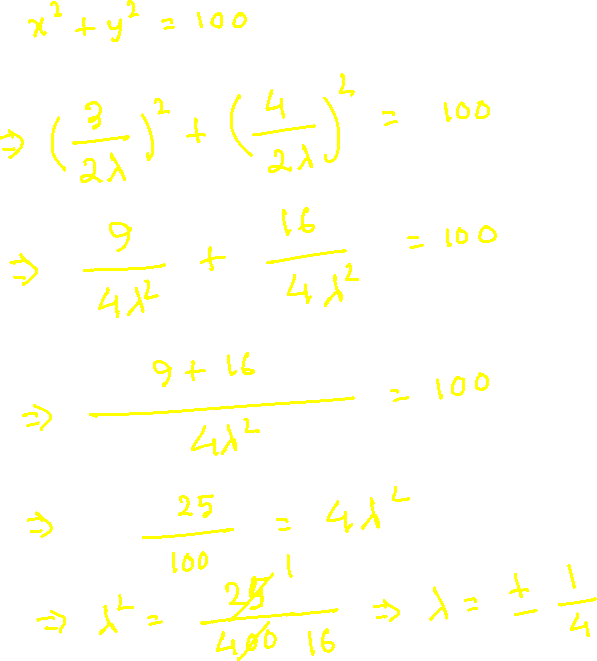 x² + y² = 100
⇒ (3/2λ)² + (4/2λ)² = 100
⇒ 9/4λ² + 16/4λ² = 100
⇒ (9 + 16)/4λ² = 100
⇒ 25/100 = 4λ²
⇒ λ² = 25 1/400 16 ⇒ λ = ± 1/4